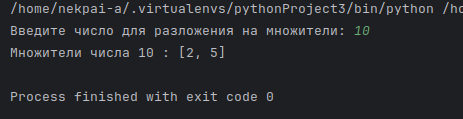 /home/nekpai-a/.virtualenvs/pythonProject3/bin/python /ho
Введите число для разложения на множители: 10
Множители числа 10 : [2, 5]
Process finished with exit code 0